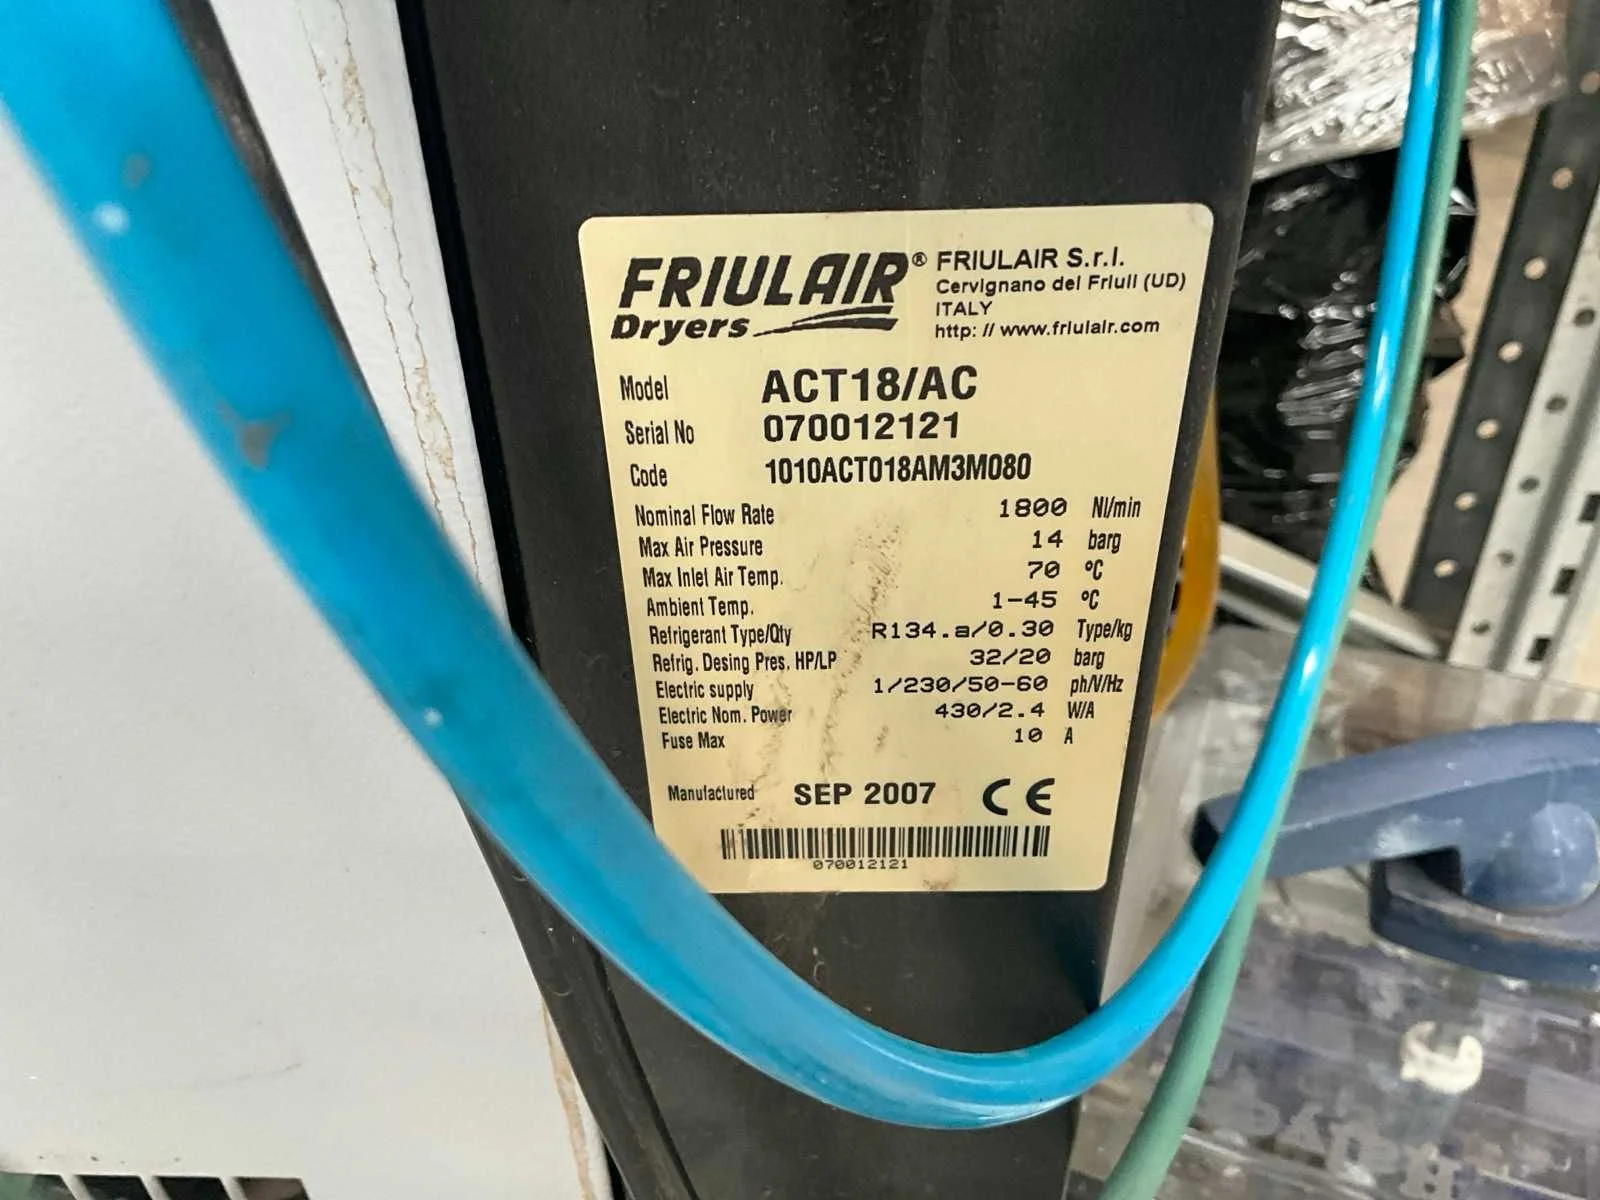 FRIULAIR® FRIULAIR S.r.l.
Dryers Cervignano del Friuli (UD)
ITALY
http: // www.friulair.com
Model ACT18/AC
Serial No 070012121
Code 1010ACT018AM3M080
Nominal Flow Rate 1800 Nl/min
Max Air Pressure 14 barg
Max Inlet Air Temp. 70 °C
Ambient Temp. 1-45 °C
Refrigerant Type/Qty R134.a/0.30 Type/kg
Refrig. Desing Pres. HP/LP 32/20 barg
Electric supply 1/230/50-60 ph/V/Hz
Electric Nom. Power 430/2.4 W/A
Fuse Max 10 A
Manufactured SEP 2007 CE
070012121